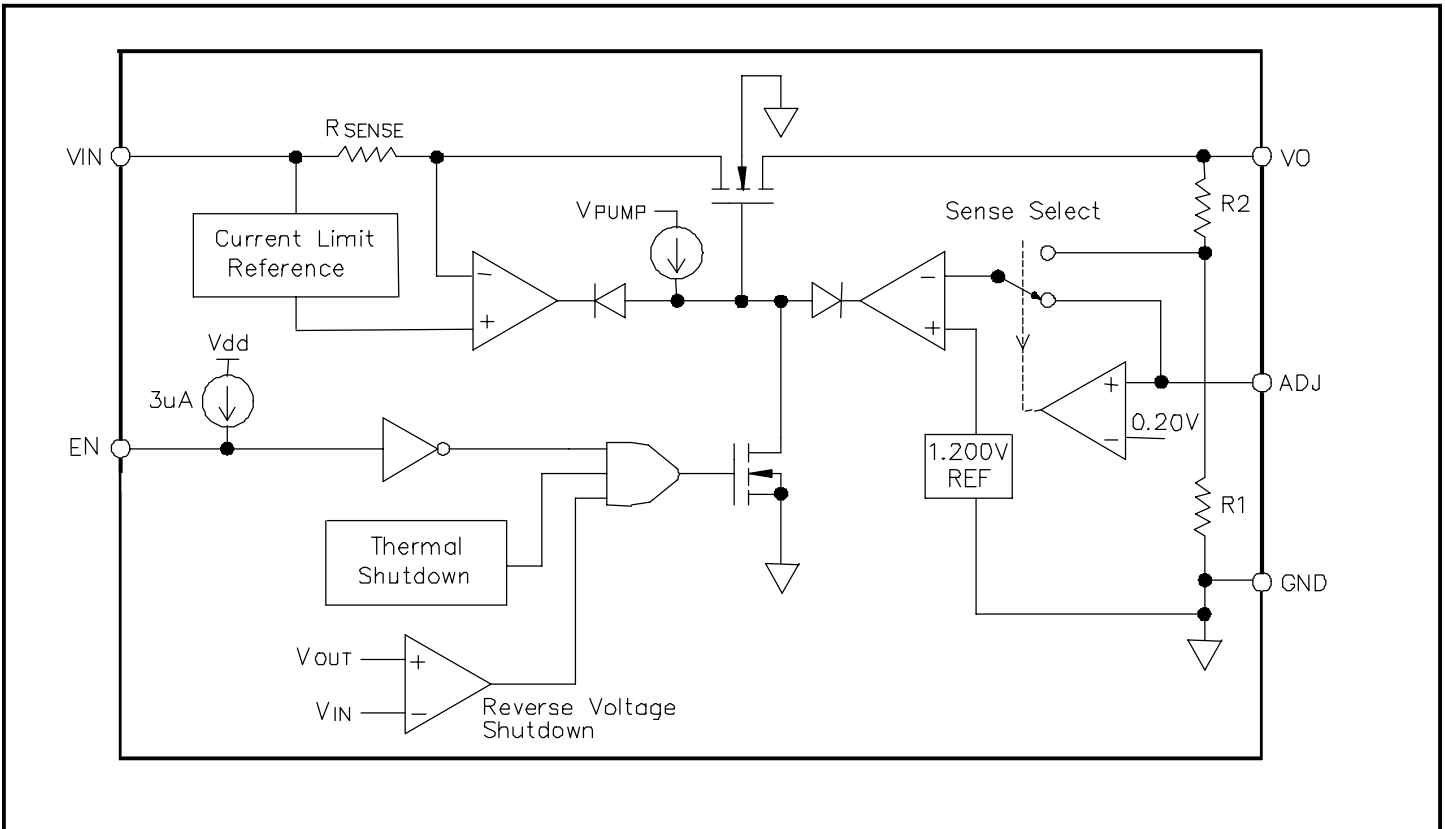 RSENSE
VIN
VO
R2
VPUMP
Sense Select
Current Limit
Reference
−
+
−
+
Vdd
3uA
ADJ
+
0.20V
−
EN
1.200V
REF
R1
Thermal
Shutdown
GND
VOUT
+
VIN
−
Reverse Voltage
Shutdown